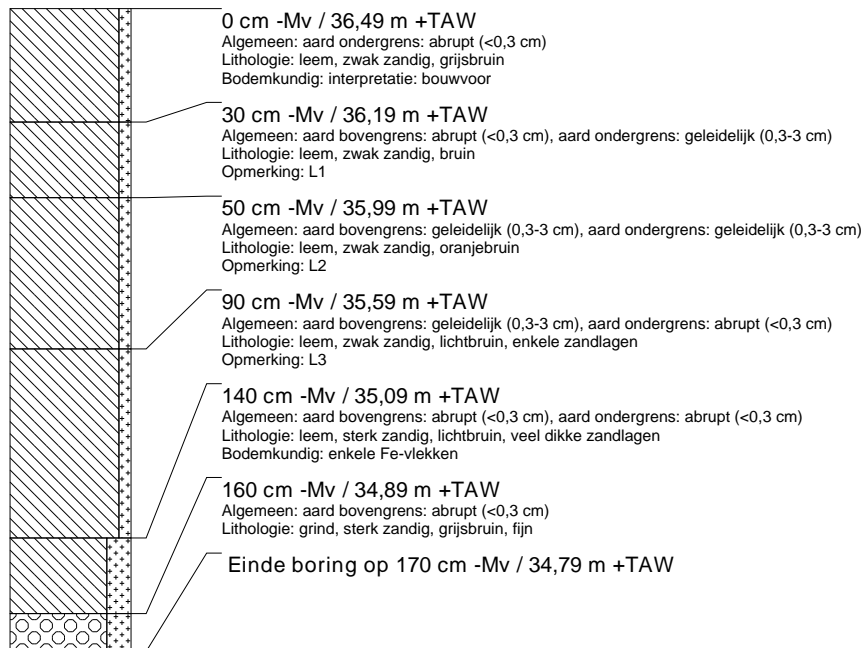 0 cm -Mv / 36,49 m +TAW
Algemeen: aard ondergrens: abrupt (<0,3 cm)
Lithologie: leem, zwak zandig, grijsbruin
Bodemkundig: interpretatie: bouwvoor
30 cm -Mv / 36,19 m +TAW
Algemeen: aard bovengrens: abrupt (<0,3 cm), aard ondergrens: geleidelijk (0,3-3 cm)
Lithologie: leem, zwak zandig, bruin
Opmerking: L1
50 cm -Mv / 35,99 m +TAW
Algemeen: aard bovengrens: geleidelijk (0,3-3 cm), aard ondergrens: geleidelijk (0,3-3 cm)
Lithologie: leem, zwak zandig, oranjebruin
Opmerking: L2
90 cm -Mv / 35,59 m +TAW
Algemeen: aard bovengrens: geleidelijk (0,3-3 cm), aard ondergrens: abrupt (<0,3 cm)
Lithologie: leem, zwak zandig, lichtbruin, enkele zandlagen
Opmerking: L3
140 cm -Mv / 35,09 m +TAW
Algemeen: aard bovengrens: abrupt (<0,3 cm), aard ondergrens: abrupt (<0,3 cm)
Lithologie: leem, sterk zandig, lichtbruin, veel dikke zandlagen
Bodemkundig: enkele Fe-vlekken
160 cm -Mv / 34,89 m +TAW
Algemeen: aard bovengrens: abrupt (<0,3 cm)
Lithologie: grind, sterk zandig, grijsbruin, fijn
Einde boring op 170 cm -Mv / 34,79 m +TAW